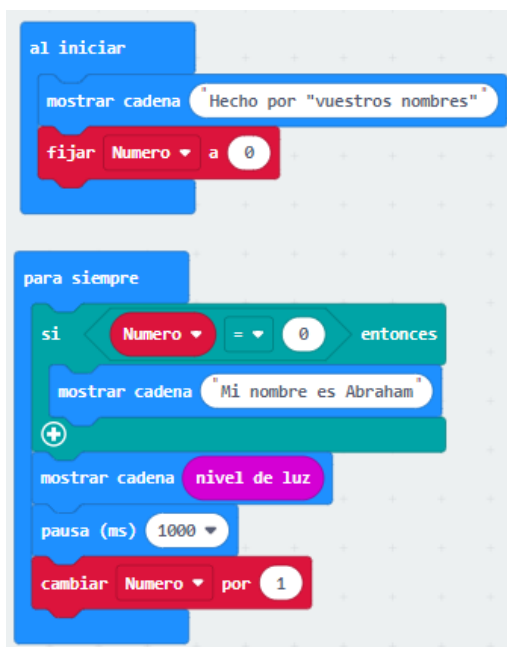 al iniciar
mostrar cadena "Hecho por "vuestros nombres""
fijar Numero a 0
para siempre
si Numero = 0 entonces
mostrar cadena "Mi nombre es Abraham"
mostrar cadena nivel de luz
pausa (ms) 1000
cambiar Numero por 1